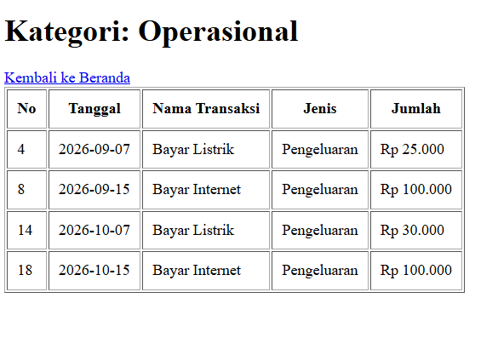 Kategori: Operasional
Kembali ke Beranda
No Tanggal Nama Transaksi Jenis Jumlah
4 2026-09-07 Bayar Listrik Pengeluaran Rp 25.000
8 2026-09-15 Bayar Internet Pengeluaran Rp 100.000
14 2026-10-07 Bayar Listrik Pengeluaran Rp 30.000
18 2026-10-15 Bayar Internet Pengeluaran Rp 100.000